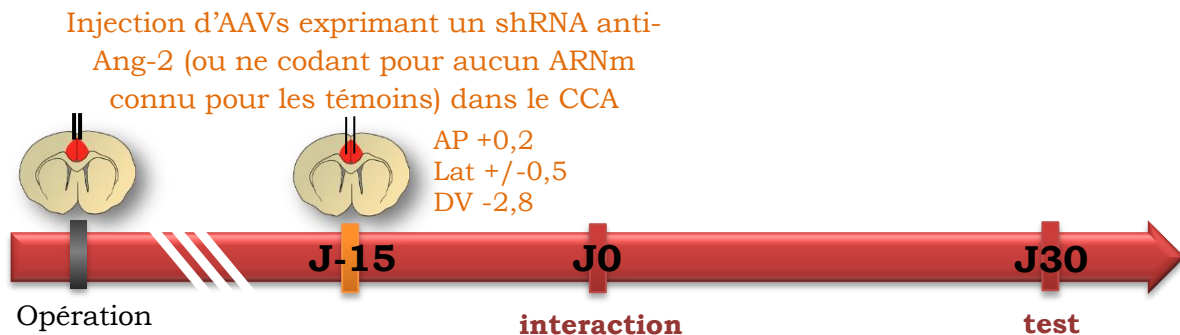 Injection d’AAVs exprimant un shRNA anti-
Ang-2 (ou ne codant pour aucun ARNm
connu pour les témoins) dans le CCA
AP +0,2
Lat +/-0,5
DV -2,8
J-15
J0
J30
Opération
interaction
test